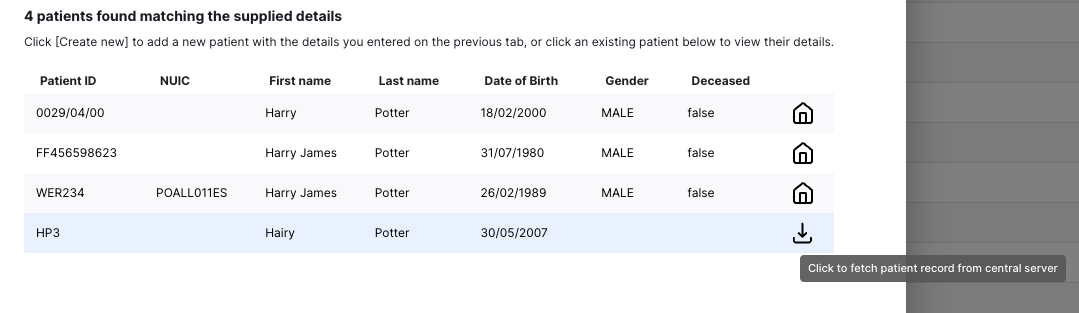 4 patients found matching the supplied details
Click [Create new] to add a new patient with the details you entered on the previous tab, or click an existing patient below to view their details.
Patient ID NUIC First name Last name Date of Birth Gender Deceased
0029/04/00 Harry Potter 18/02/2000 MALE false
FF456598623 Harry James Potter 31/07/1980 MALE false
WER234 POALL011ES Harry James Potter 26/02/1989 MALE false
HP3 Hairy Potter 30/05/2007
Click to fetch patient record from central server